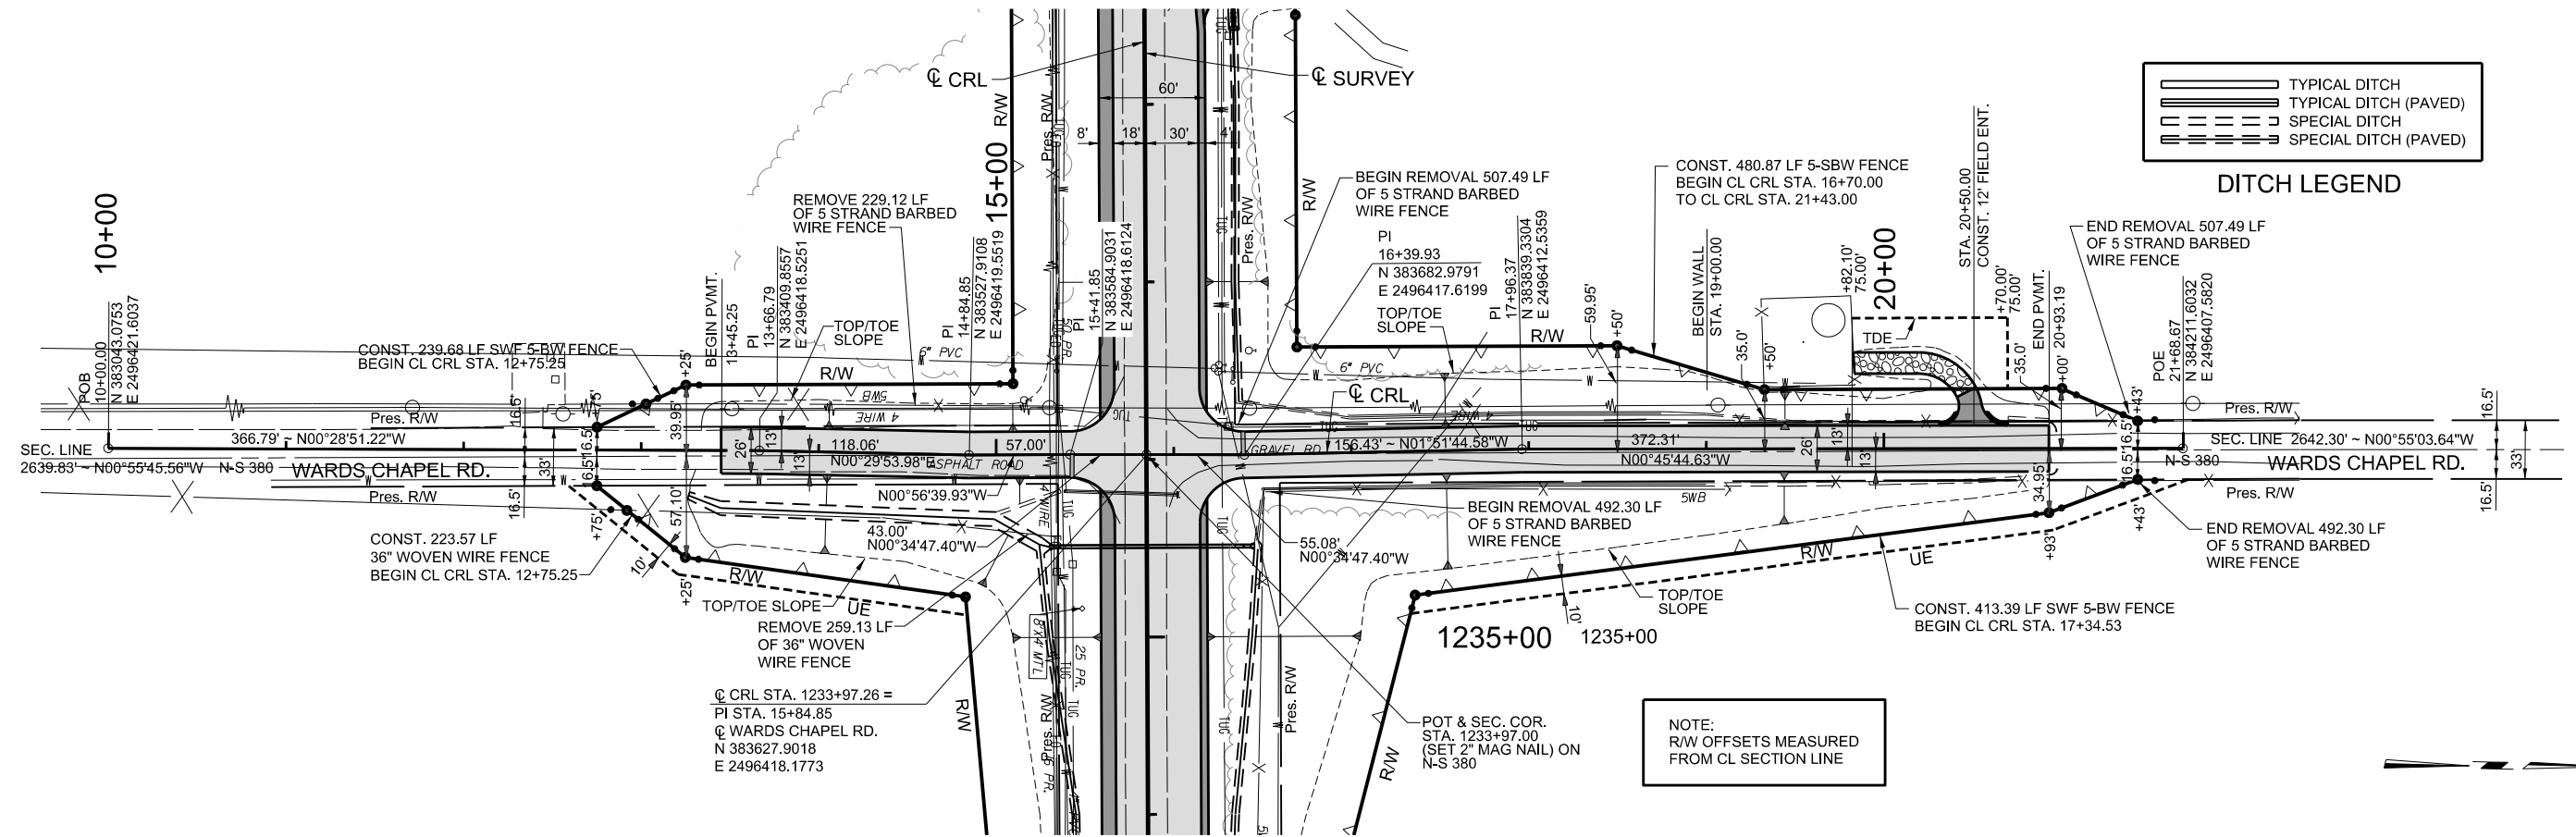 ℄ CRL
℄ SURVEY
60'
8'
18'
30'
4'
15+00
R/W
Pres. R/W
Pres. R/W
R/W
TYPICAL DITCH
TYPICAL DITCH (PAVED)
SPECIAL DITCH
SPECIAL DITCH (PAVED)
DITCH LEGEND
10+00
POB
10+00.00
N 383043.0753
E 2496421.6037
REMOVE 229.12 LF
OF 5 STRAND BARBED
WIRE FENCE
BEGIN PVMT.
13+45.25
PI
13+66.79
N 383409.8557
E 2496418.5251
PI
14+84.85
N 383527.9108
E 2496419.5519
PI
15+41.85
N 383584.9031
E 2496418.6124
BEGIN REMOVAL 507.49 LF
OF 5 STRAND BARBED
WIRE FENCE
PI
16+39.93
N 383682.9791
E 2496417.6199
PI
17+96.37
N 383839.3304
E 2496412.5359
CONST. 480.87 LF 5-SBW FENCE
BEGIN CL CRL STA. 16+70.00
TO CL CRL STA. 21+43.00
BEGIN WALL
STA. 19+00.00
+82.10'
75.00'
20+00
STA. 20+50.00
CONST. 12' FIELD ENT.
+70.00'
75.00'
END PVMT.
20+93.19
END REMOVAL 507.49 LF
OF 5 STRAND BARBED
WIRE FENCE
POE
21+68.67
N 384211.6032
E 2496407.5820
CONST. 239.68 LF SWF 5-BW FENCE
BEGIN CL CRL STA. 12+75.25
TOP/TOE
SLOPE
6" PVC
R/W
5WB
4 WIRE
TOP/TOE
SLOPE
6" PVC
59.95'
+50'
R/W
35.0'
+50'
TDE
35.0'
+00'
+43'
℄ CRL
4 WIRE
+75'
+25'
39.95'
Pres. R/W
16.5'
16.5'
Pres. R/W
16.5'
SEC. LINE
366.79' ~ N00°28'51.22"W
2639.83' ~ N00°55'45.56"W
N-S 380
WARDS CHAPEL RD.
33'
16.5'
16.5'
26'
13'
13'
118.06'
N00°29'53.98"E
ASPHALT ROAD
57.00'
N00°56'39.93"W
GRAVEL RD
156.43' ~ N01°51'44.58"W
372.31'
N00°45'44.63"W
26'
13'
13'
16.5'
16.5'
SEC. LINE 2642.30' ~ N00°55'03.64"W
N-S 380
WARDS CHAPEL RD.
33'
16.5'
Pres. R/W
Pres. R/W
+75'
57.10'
10'
+25'
CONST. 223.57 LF
36" WOVEN WIRE FENCE
BEGIN CL CRL STA. 12+75.25
43.00'
N00°34'47.40"W
4 WIRE
TUG
55.08'
N00°34'47.40"W
BEGIN REMOVAL 492.30 LF
OF 5 STRAND BARBED
WIRE FENCE
5WB
34.95'
+93'
+43'
END REMOVAL 492.30 LF
OF 5 STRAND BARBED
WIRE FENCE
R/W
UE
TOP/TOE SLOPE
REMOVE 259.13 LF
OF 36" WOVEN
WIRE FENCE
R/W
UE
TOP/TOE
SLOPE
10'
CONST. 413.39 LF SWF 5-BW FENCE
BEGIN CL CRL STA. 17+34.53
1235+00
1235+00
25 PR.
TUG
℄ CRL STA. 1233+97.26 =
PI STA. 15+84.85
℄ WARDS CHAPEL RD.
N 383627.9018
E 2496418.1773
R/W
Pres. R/W
Pres. R/W
R/W
POT & SEC. COR.
STA. 1233+97.00
(SET 2" MAG NAIL) ON
N-S 380
NOTE:
R/W OFFSETS MEASURED
FROM CL SECTION LINE